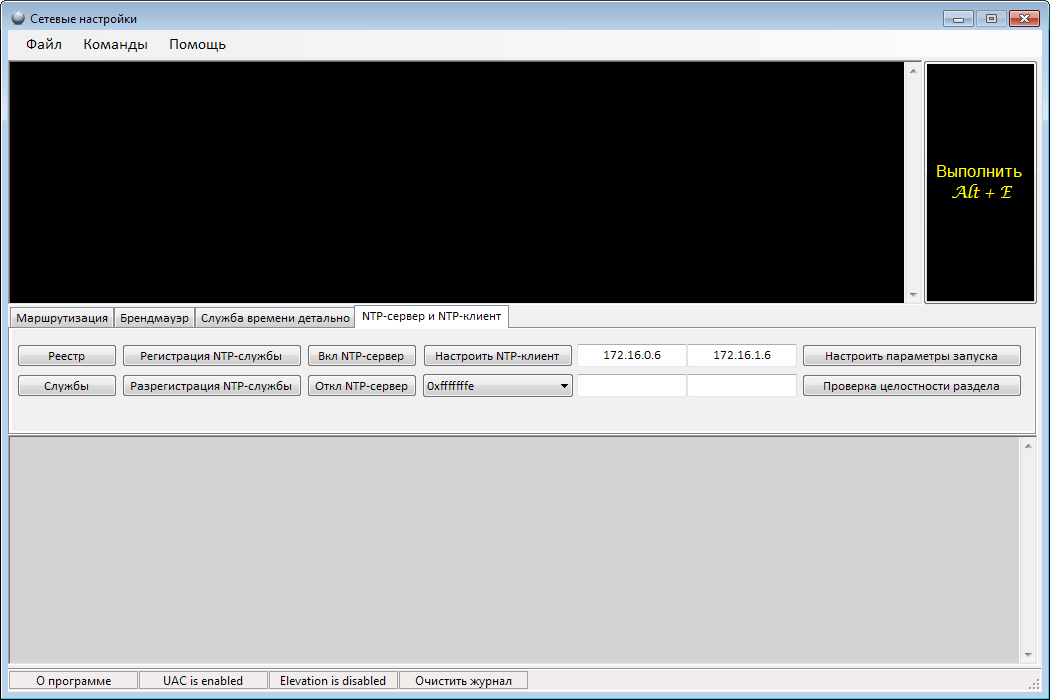 Сетевые настройки
Файл Команды Помощь
Выполнить
Alt + E
Маршрутизация Брендмауэр Служба времени детально NTP-сервер и NTP-клиент
Реестр Регистрация NTP-службы Вкл NTP-сервер Настроить NTP-клиент 172.16.0.6 172.16.1.6 Настроить параметры запуска
Службы Разрегистрация NTP-службы Откл NTP-сервер 0xfffffffe Проверка целостности раздела
О программе UAC is enabled Elevation is disabled Очистить журнал